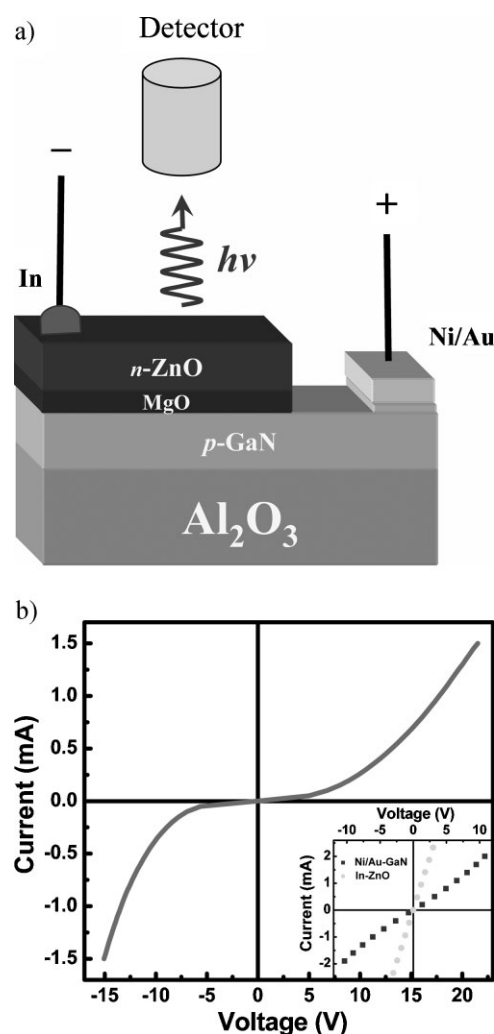 a)
Detector
−
+
hν
In
Ni/Au
n-ZnO
MgO
p-GaN
Al₂O₃
b)
Current (mA)
1.5
1.0
0.5
0.0
-0.5
-1.0
-1.5
-15 -10 -5 0 5 10 15 20
Voltage (V)
Voltage (V)
-10 -5 0 5 10
Ni/Au-GaN
In-ZnO
Current (mA)
2
1
0
-1
-2